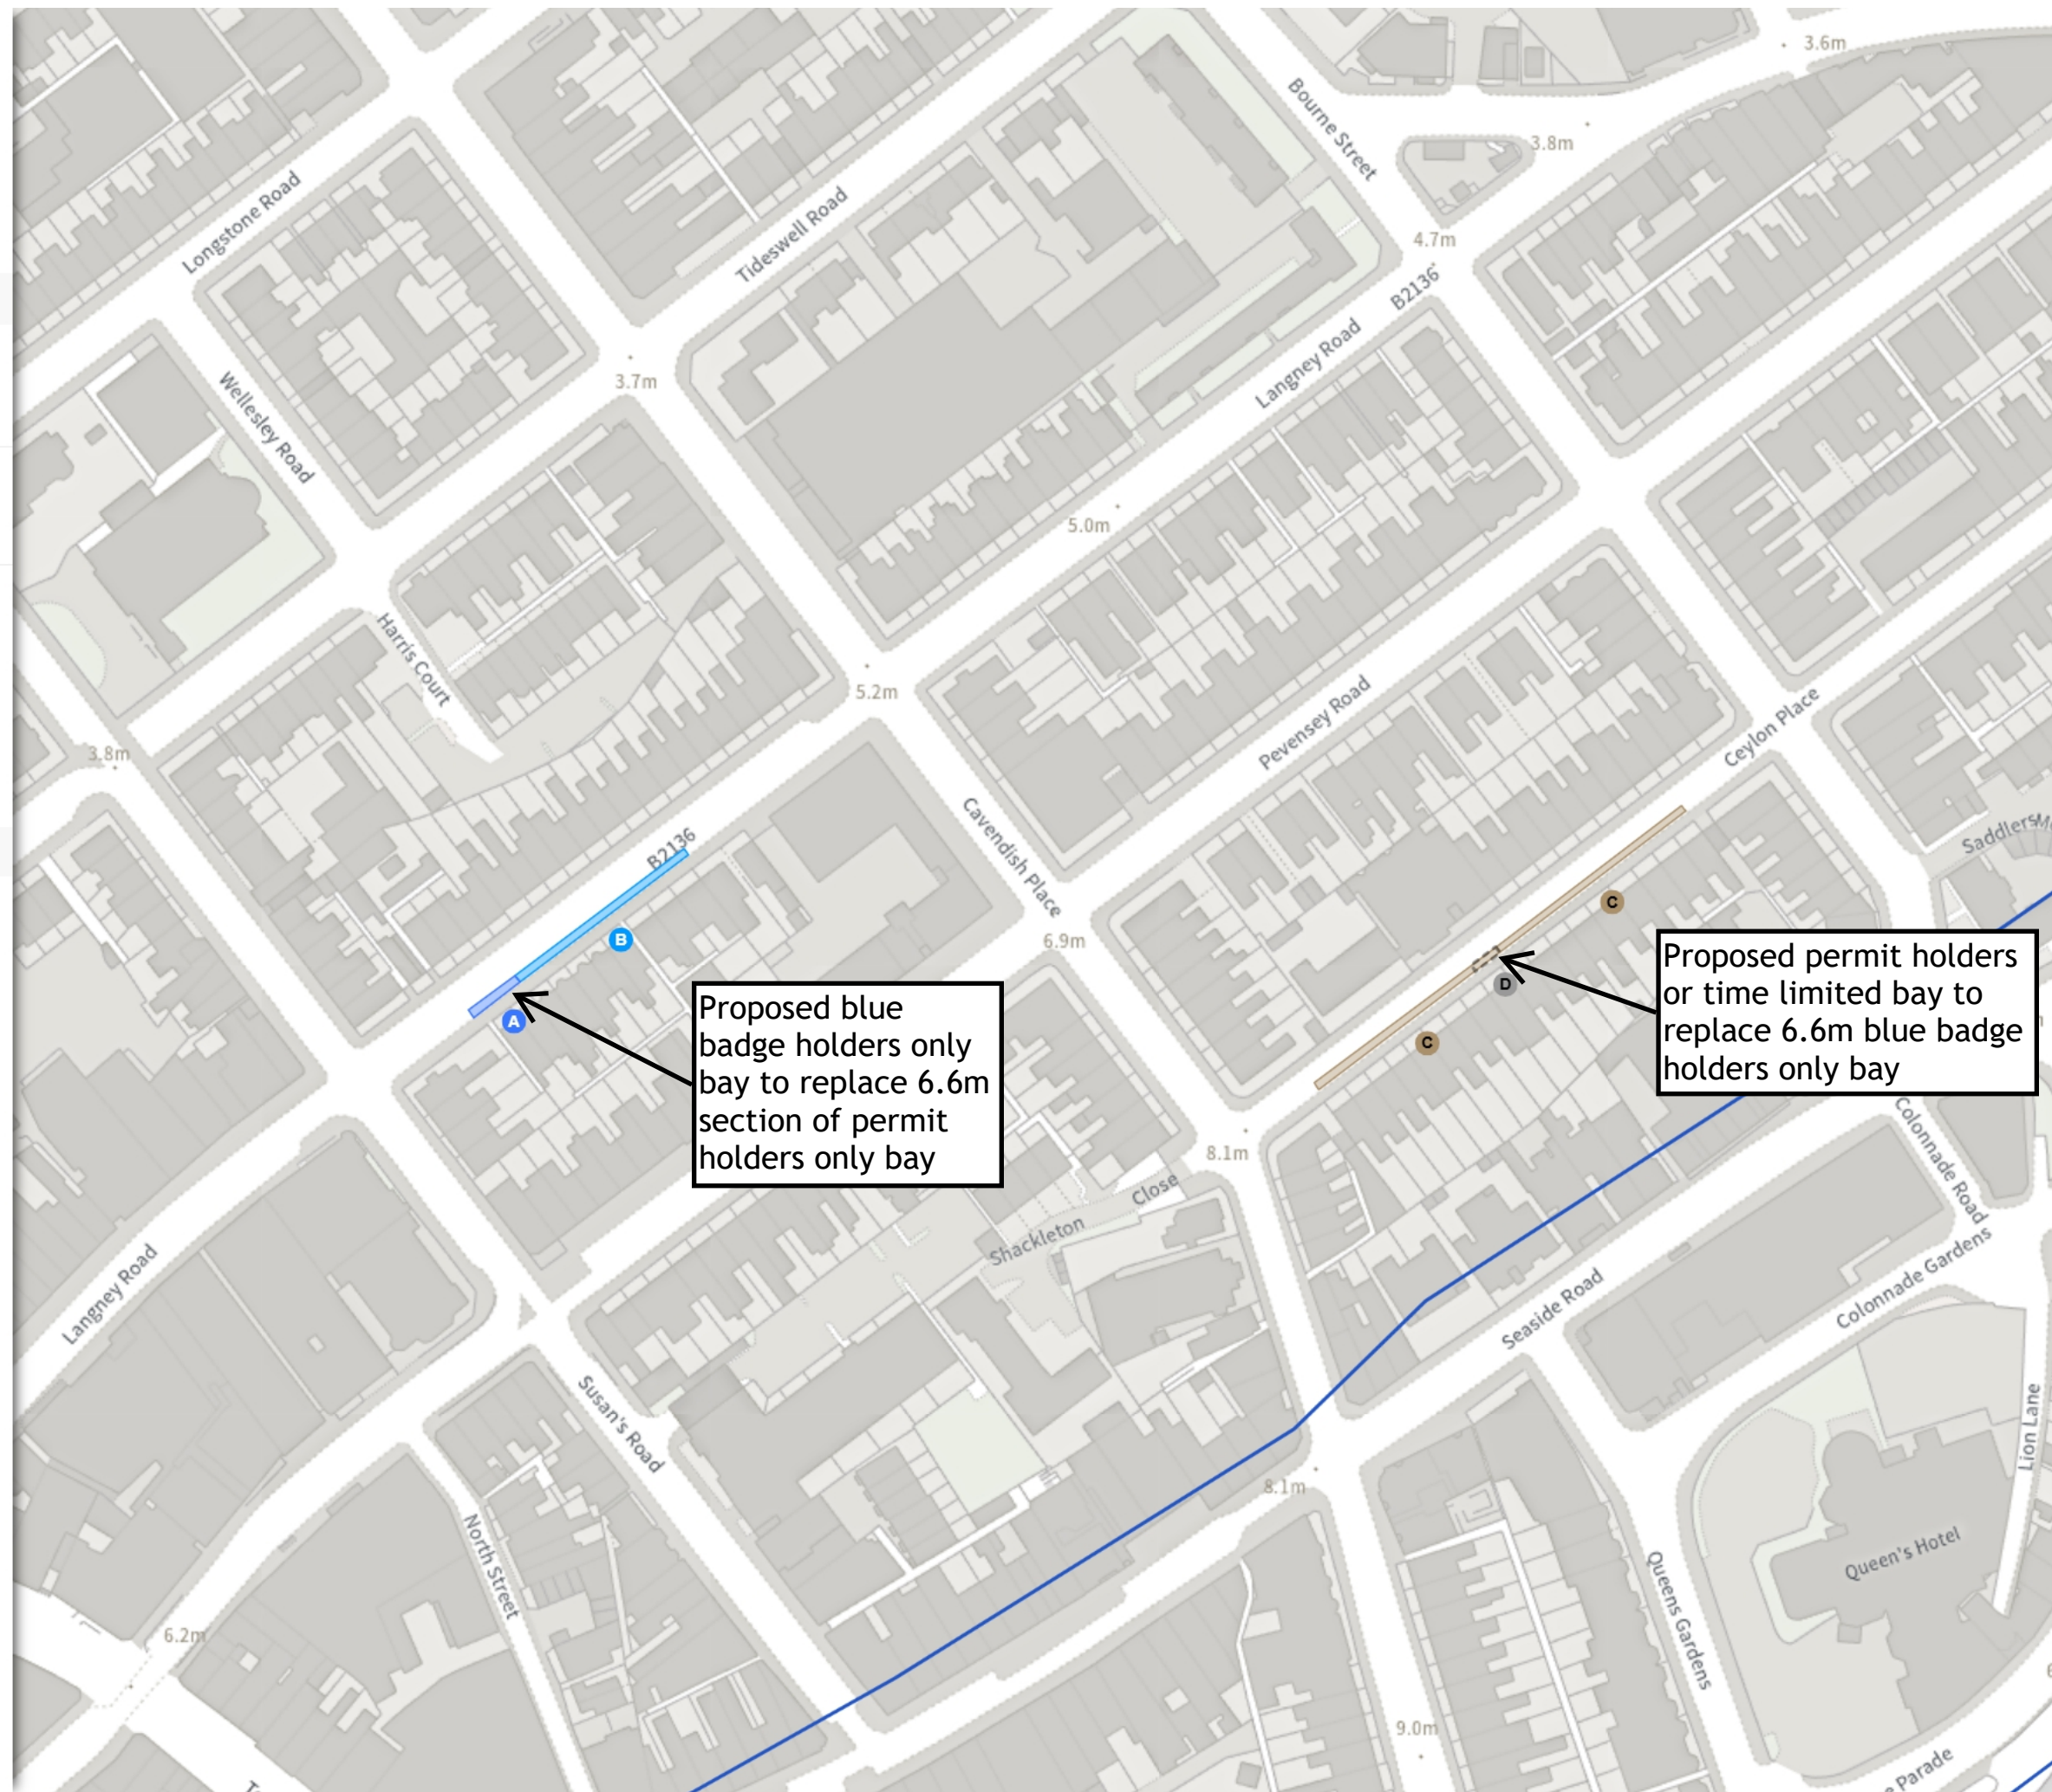 3.6m
Bourne Street
3.8m
Longstone Road
Tideswell Road
4.7m
B2136
Langney Road
3.7m
Wellesley Road
5.0m
Harris Court
5.2m
Pevensey Road
Ceylon Place
3.8m
B2136
Cavendish Place
C
B
6.9m
D
A
C
Proposed permit holders
or time limited bay to
replace 6.6m blue badge
holders only bay
Proposed blue
badge holders only
bay to replace 6.6m
section of permit
holders only bay
8.1m
Shackleton Close
Colonnade Road
Colonnade Gardens
Langney Road
Seaside Road
Susan's Road
Lion Lane
8.1m
North Street
Queen's Hotel
Queens Gardens
6.2m
9.0m
Parade